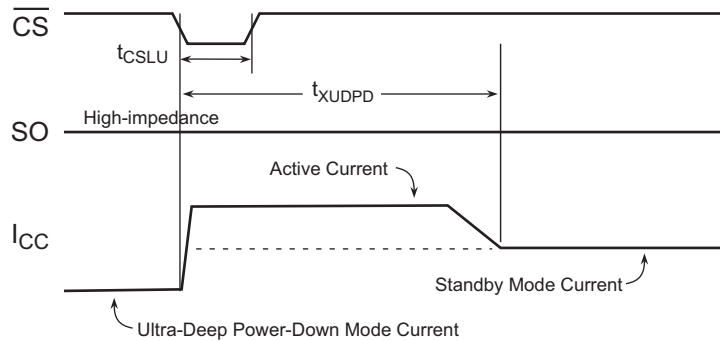 CS
tCSLU
tXUDPD
High-impedance
SO
Active Current
ICC
Standby Mode Current
Ultra-Deep Power-Down Mode Current